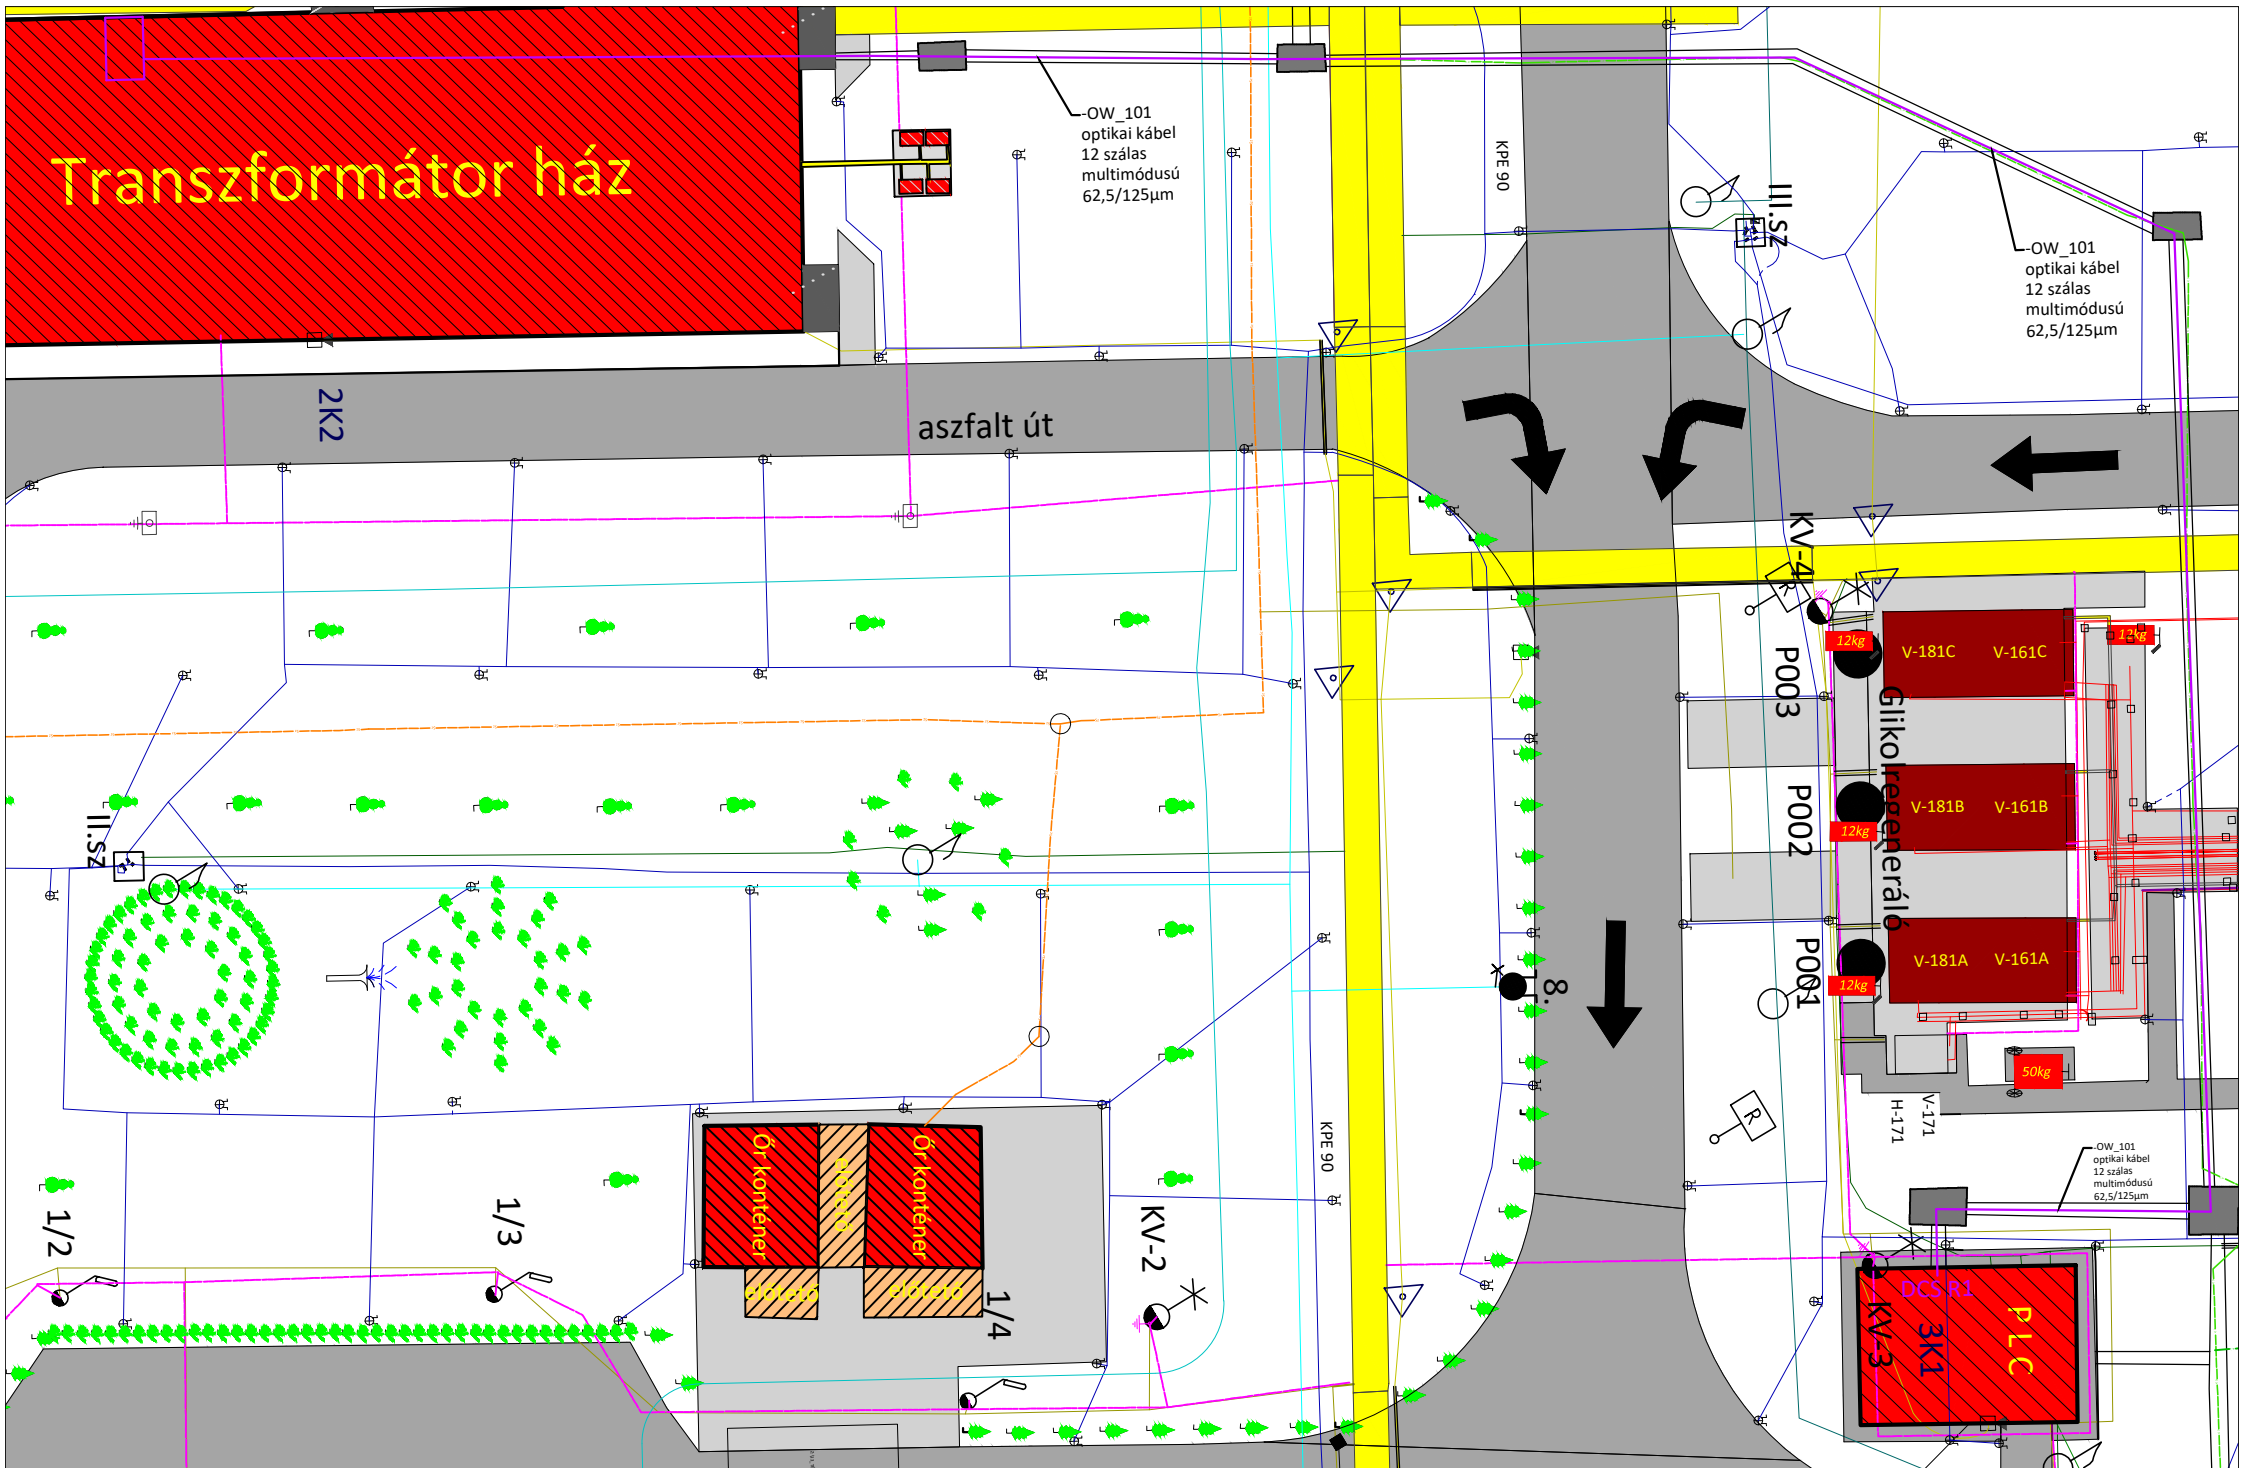 Transzformátor ház
-OW_101
optikai kábel
12 szálas
multimódusú
62,5/125µm
KPE 90
III.sz
-OW_101
optikai kábel
12 szálas
multimódusú
62,5/125µm
2K2
aszfalt út
KV-4
R
12kg
V-181C
V-161C
12kg
P003
Glikolregeneráló
P002
12kg
V-181B
V-161B
II.sz
P001
12kg
V-181A
V-161A
8.
50kg
H-171
V-171
R
KPE 90
-OW_101
optikai kábel
12 szálas
multimódusú
62,5/125µm
Őr konténer
előtető
Őr konténer
1/2
1/3
KV-2
előtető
előtető
1/4
DCS R1
KV-3
3K1
PLC